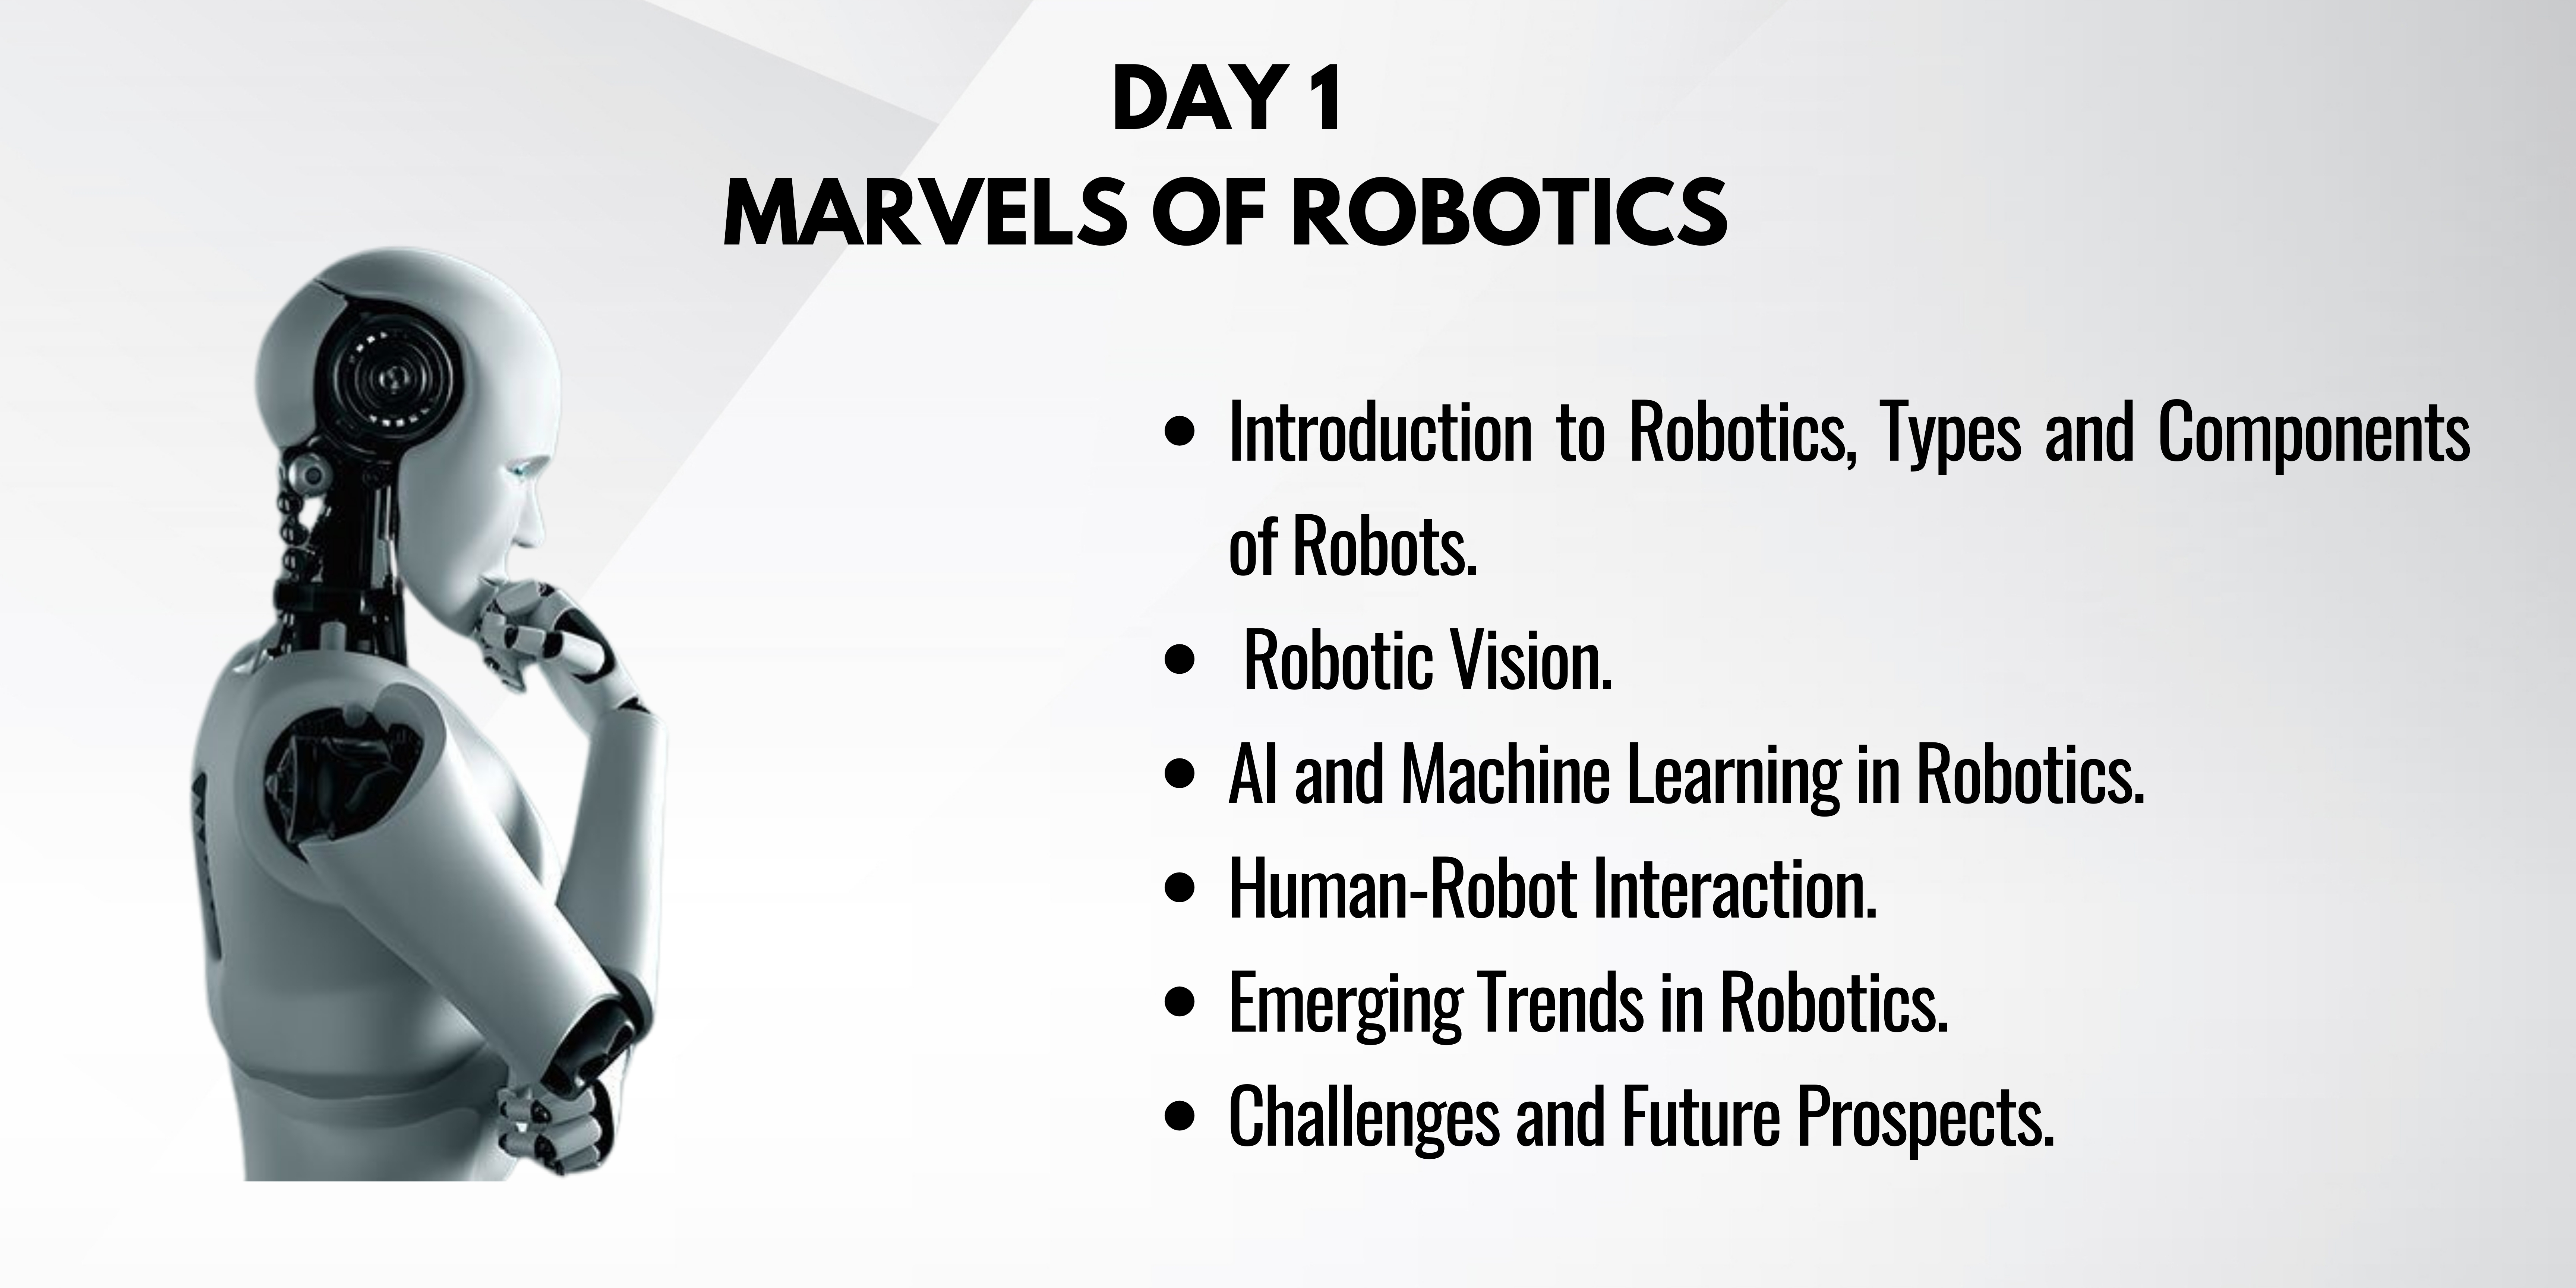 DAY 1
MARVELS OF ROBOTICS
• Introduction to Robotics, Types and Components
of Robots.
• Robotic Vision.
• AI and Machine Learning in Robotics.
• Human-Robot Interaction.
• Emerging Trends in Robotics.
• Challenges and Future Prospects.